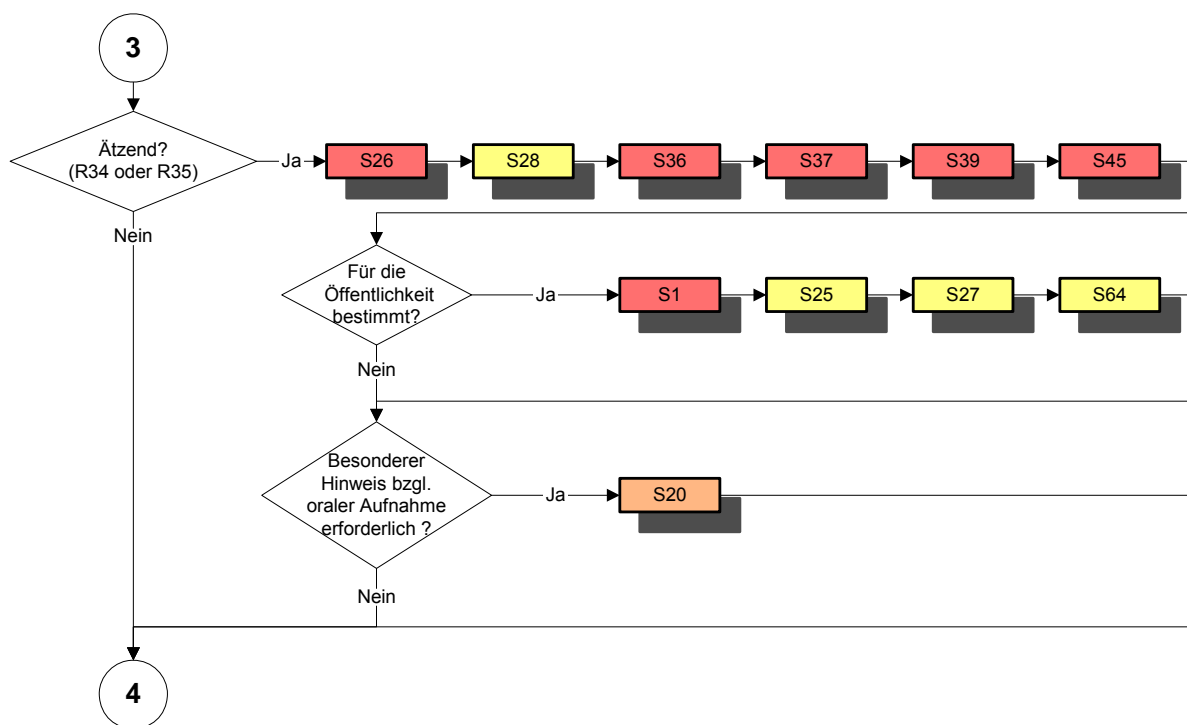 3
Ätzend?
(R34 oder R35)
Ja
S26
S28
S36
S37
S39
S45
Nein
Für die
Öffentlichkeit
bestimmt?
Ja
S1
S25
S27
S64
Nein
Besonderer
Hinweis bzgl.
oraler Aufnahme
erforderlich ?
Ja
S20
Nein
4